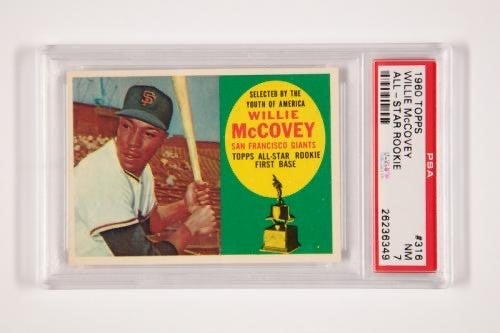 SF
SELECTED BY THE
YOUTH OF AMERICA
WILLIE
McCOVEY
SAN FRANCISCO GIANTS
TOPPS ALL-STAR ROOKIE
FIRST BASE
1960 TOPPS
WILLIE McCOVEY
ALL-STAR ROOKIE
PSA
#316
NM
7
26236349